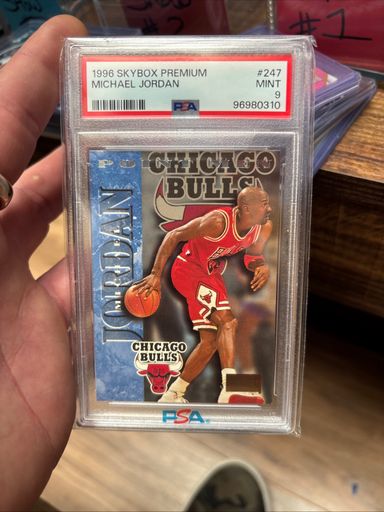 1996 SKYBOX PREMIUM #247
MICHAEL JORDAN MINT
9
PSA 96980310
CHICAGO
BULLS
JORDAN
CHICAGO
BULLS
PSA
#1